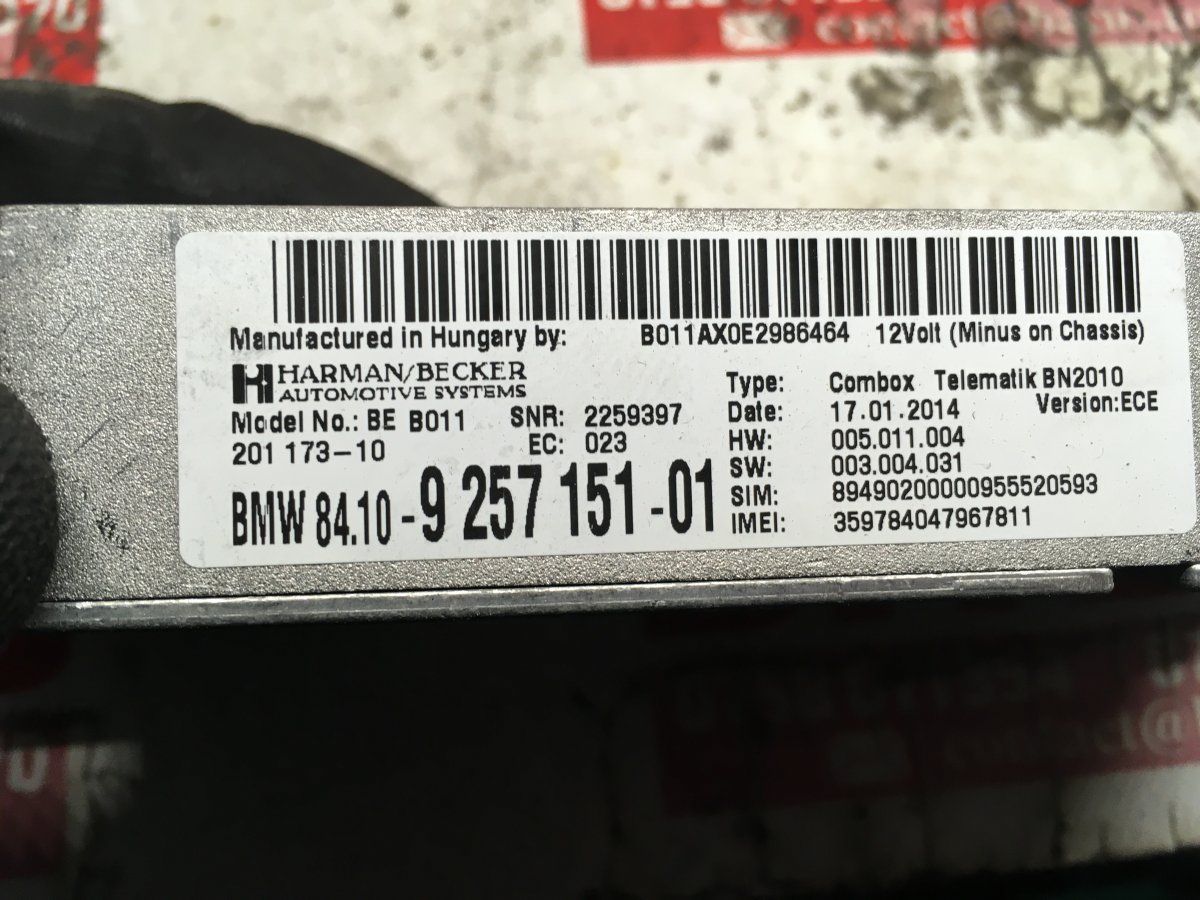 Manufactured in Hungary by: B011AX0E2986464 12Volt (Minus on Chassis)
HARMAN/BECKER
AUTOMOTIVE SYSTEMS
Model No.: BE B011 SNR: 2259397
201 173-10 EC: 023
BMW 84.10-9 257 151-01
Type: Combox Telematik BN2010
Date: 17.01.2014 Version:ECE
HW: 005.011.004
SW: 003.004.031
SIM: 89490200000955520593
IMEI: 359784047967811